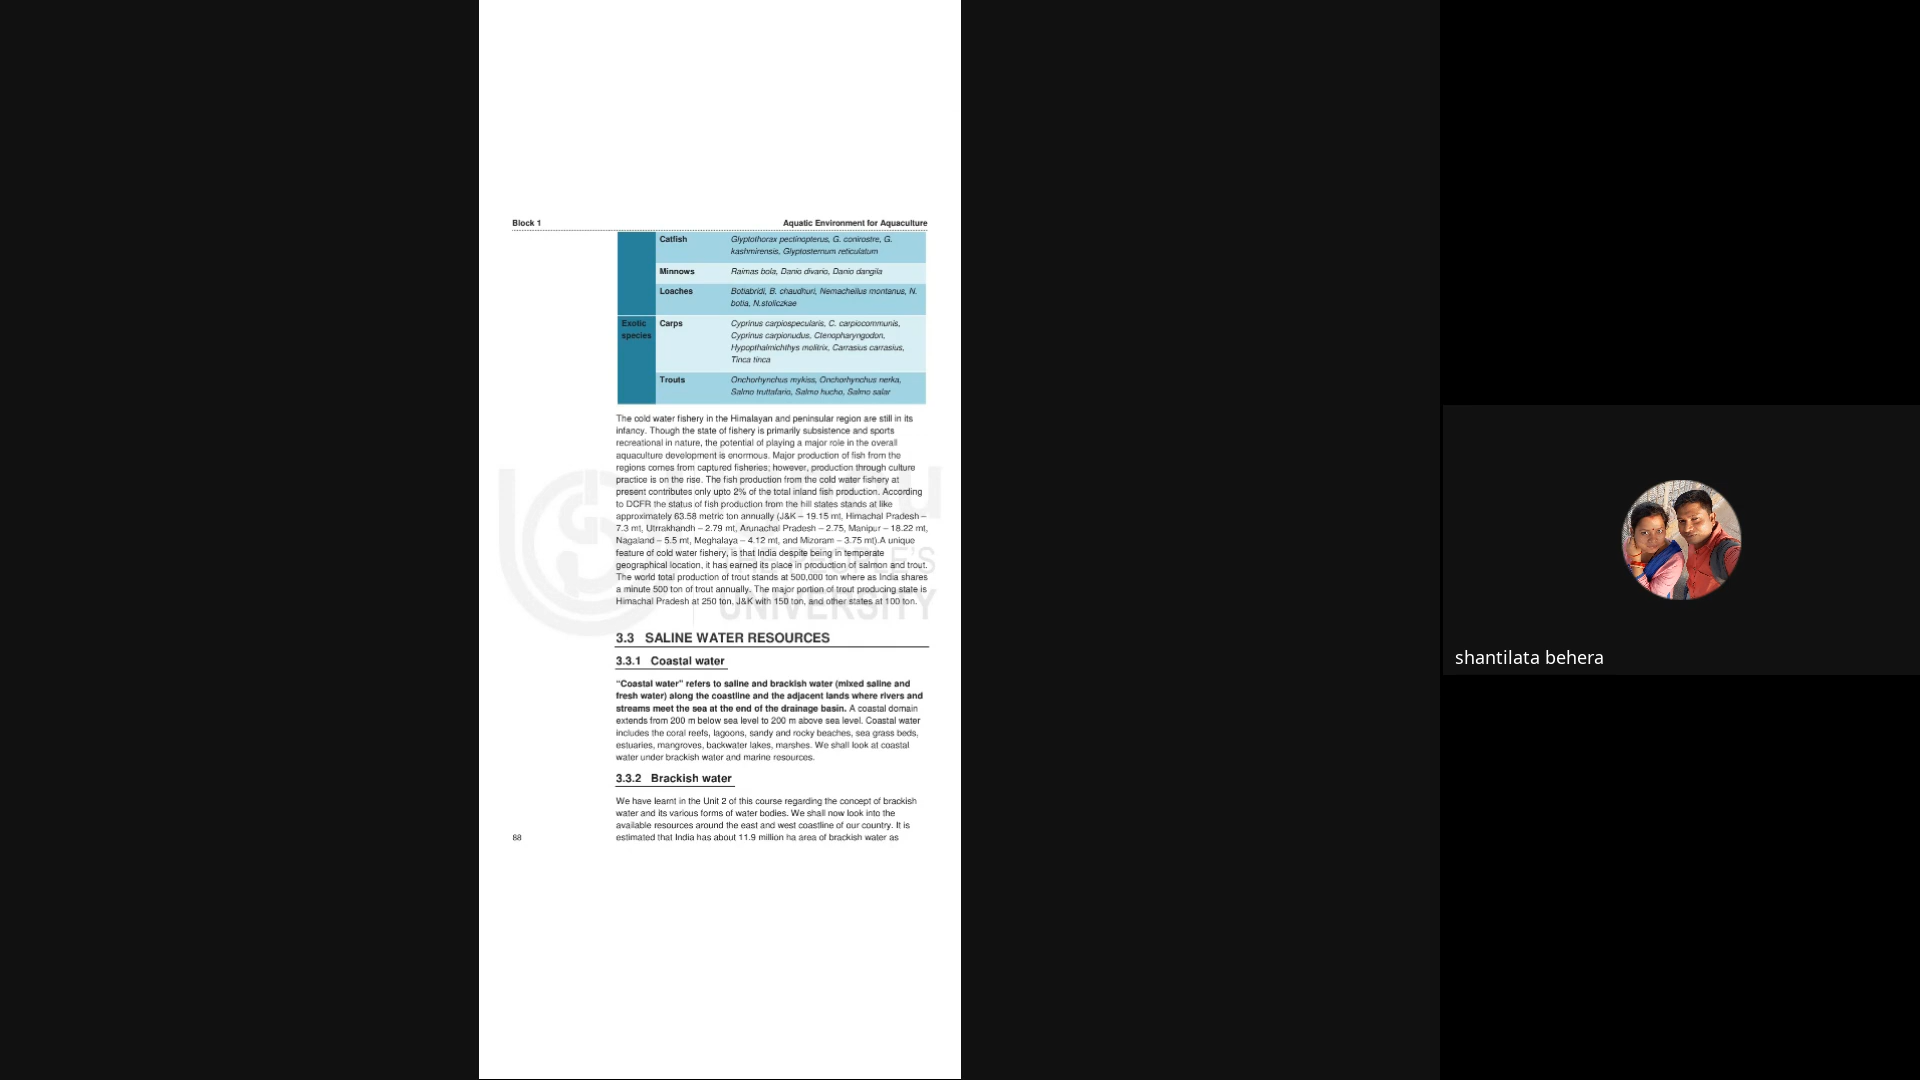 Block 1
Aquatic Environment for Aquaculture
Catfish
Glyptothorax pectinopterus, G. conirostre, G.
kashmirensis, Glyptosternum reticulatum
Minnows
Raimas bola, Danio divario, Danio dangila
Loaches
Botiabridi, B. chaudhuri, Nemacheilus montanus, N.
botia, N.stoliczkae
Exotic
species
Carps
Cyprinus carpiospecularis, C. carpiocommunis,
Cyprinus carpionudus, Ctenopharyngodon,
Hypopthalmichthys molitrix, Carrasius carrasius,
Tinca tinca
Trouts
Onchorhynchus mykiss, Onchorhynchus nerka,
Salmo truttafario, Salmo hucho, Salmo salar
The cold water fishery in the Himalayan and peninsular region are still in its
infancy. Though the state of fishery is primarily subsistence and sports
recreational in nature, the potential of playing a major role in the overall
aquaculture development is enormous. Major production of fish from the
regions comes from captured fisheries; however, production through culture
practice is on the rise. The fish production from the cold water fishery at
present contributes only upto 2% of the total inland fish production. According
to DCFR the status of fish production from the hill states stands at like
approximately 63.58 metric ton annually (J&K – 19.15 mt, Himachal Pradesh –
7.3 mt, Utrrakhandh – 2.79 mt, Arunachal Pradesh – 2.75, Manipur – 18.22 mt,
Nagaland – 5.5 mt, Meghalaya – 4.12 mt, and Mizoram – 3.75 mt).A unique
feature of cold water fishery, is that India despite being in temperate
geographical location, it has earned its place in production of salmon and trout.
The world total production of trout stands at 500,000 ton where as India shares
a minute 500 ton of trout annually. The major portion of trout producing state is
Himachal Pradesh at 250 ton, J&K with 150 ton, and other states at 100 ton.
THE PEOPLE'S
UNIVERSITY
3.3 SALINE WATER RESOURCES
3.3.1 Coastal water
"Coastal water" refers to saline and brackish water (mixed saline and
fresh water) along the coastline and the adjacent lands where rivers and
streams meet the sea at the end of the drainage basin. A coastal domain
extends from 200 m below sea level to 200 m above sea level. Coastal water
includes the coral reefs, lagoons, sandy and rocky beaches, sea grass beds,
estuaries, mangroves, backwater lakes, marshes. We shall look at coastal
water under brackish water and marine resources.
3.3.2 Brackish water
We have learnt in the Unit 2 of this course regarding the concept of brackish
water and its various forms of water bodies. We shall now look into the
available resources around the east and west coastline of our country. It is
estimated that India has about 11.9 million ha area of brackish water as
88
shantilata behera